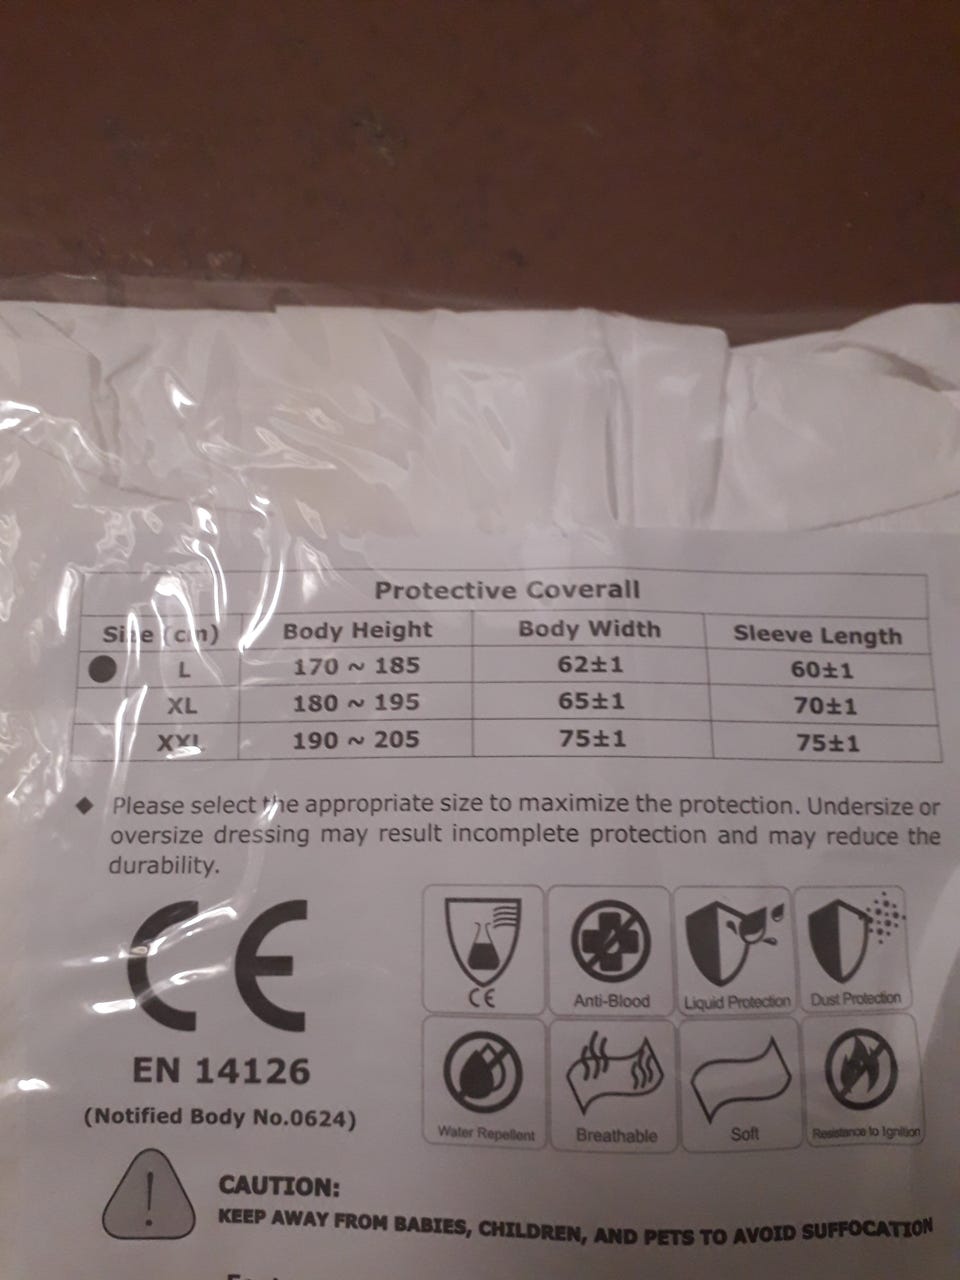 Protective Coverall
Size (cm) Body Height Body Width Sleeve Length
● L 170 ~ 185 62±1 60±1
XL 180 ~ 195 65±1 70±1
XXL 190 ~ 205 75±1 75±1
◆ Please select the appropriate size to maximize the protection. Undersize or
oversize dressing may result incomplete protection and may reduce the
durability.
CE
EN 14126
(Notified Body No.0624)
CE Anti-Blood Liquid Protection Dust Protection
Water Repellent Breathable Soft Resistance to Ignition
CAUTION:
KEEP AWAY FROM BABIES, CHILDREN, AND PETS TO AVOID SUFFOCATION